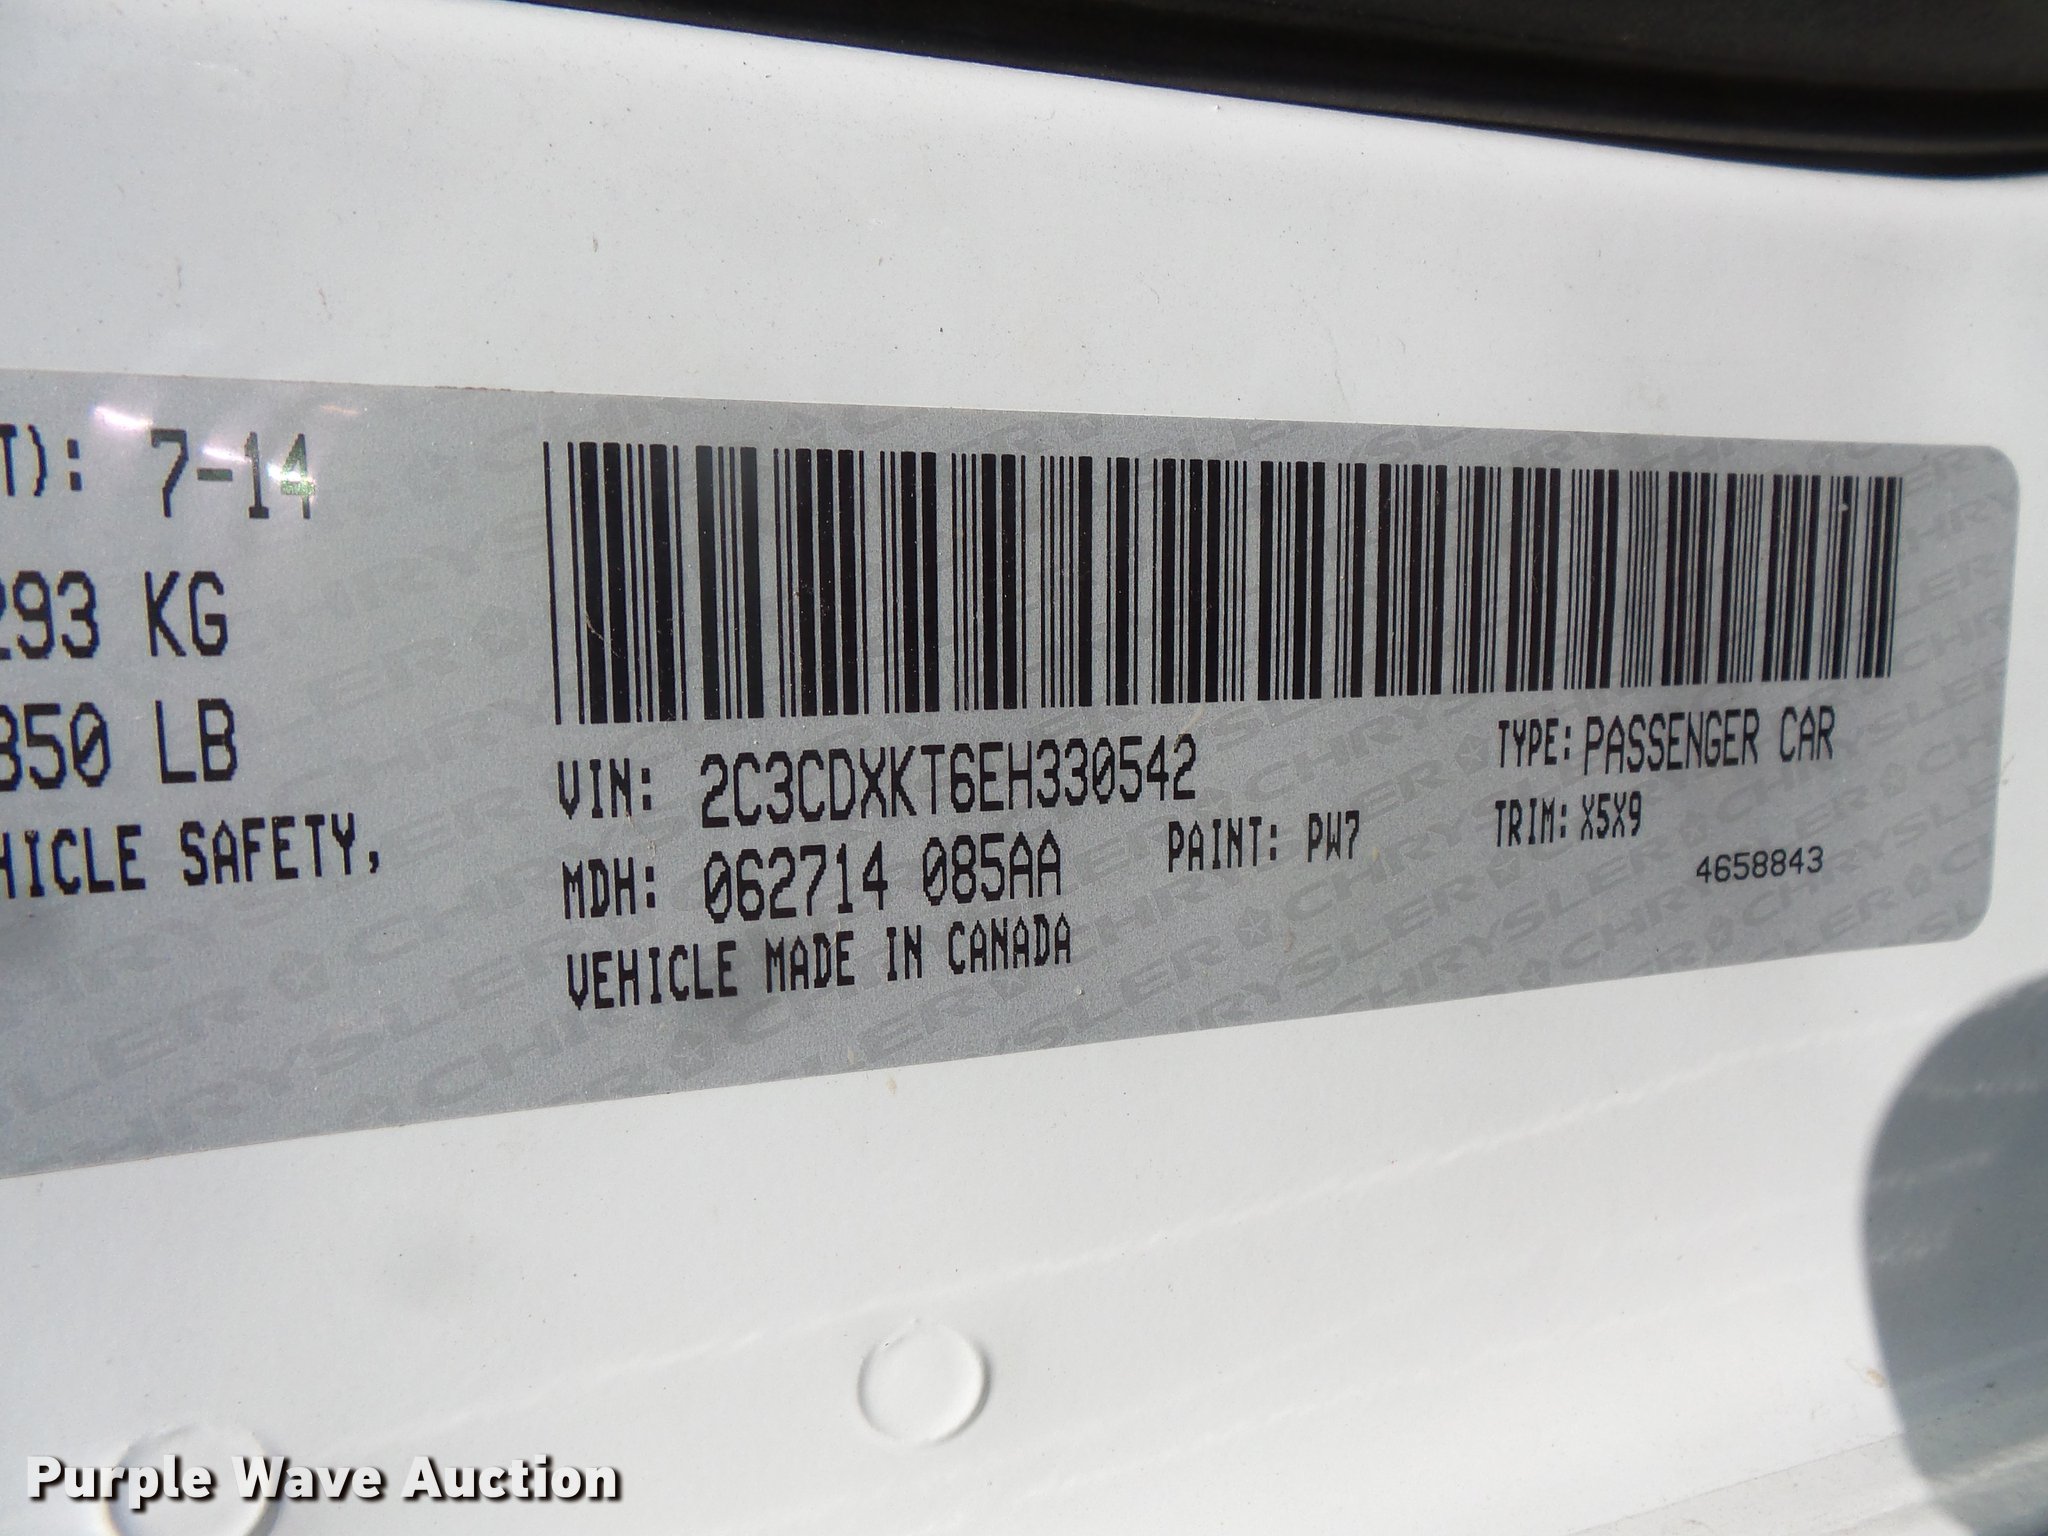 T): 7-14
293 KG
850 LB
HICLE SAFETY,
VIN: 2C3CDXKT6EH330542
TYPE: PASSENGER CAR
MDH: 062714 085AA
PAINT: PW7
TRIM: X5X9
4658843
VEHICLE MADE IN CANADA
CHRYSLER
Purple Wave Auction